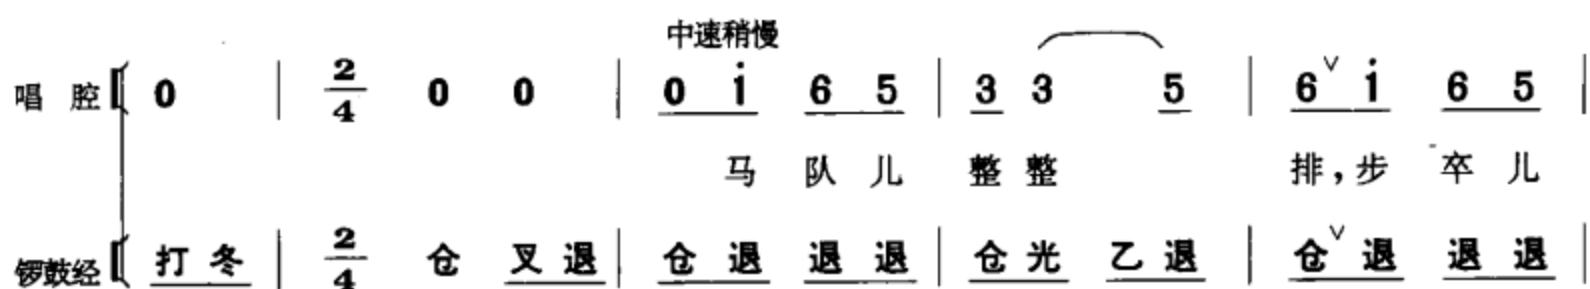 中速稍慢
唱 腔 0 | 2/4 0 0 | 0 i 6 5 | 3 3 5 | 6 ∨ i 6 5 |
马 队 儿 整 整 排，步 卒 儿
锣鼓经 打 冬 | 2/4 仓 叉 退 | 仓 退 退 退 | 仓 光 乙 退 | 仓 ∨ 退 退 退 |